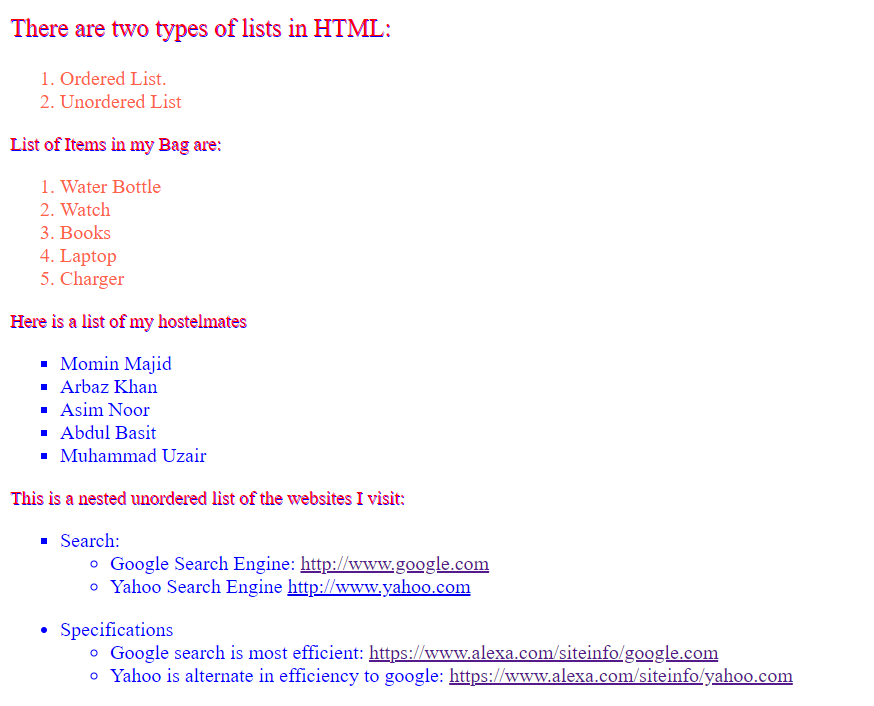 There are two types of lists in HTML:
1. Ordered List.
2. Unordered List
List of Items in my Bag are:
1. Water Bottle
2. Watch
3. Books
4. Laptop
5. Charger
Here is a list of my hostelmates
Momin Majid
Arbaz Khan
Asim Noor
Abdul Basit
Muhammad Uzair
This is a nested unordered list of the websites I visit:
Search:
Google Search Engine: http://www.google.com
Yahoo Search Engine http://www.yahoo.com
Specifications
Google search is most efficient: https://www.alexa.com/siteinfo/google.com
Yahoo is alternate in efficiency to google: https://www.alexa.com/siteinfo/yahoo.com